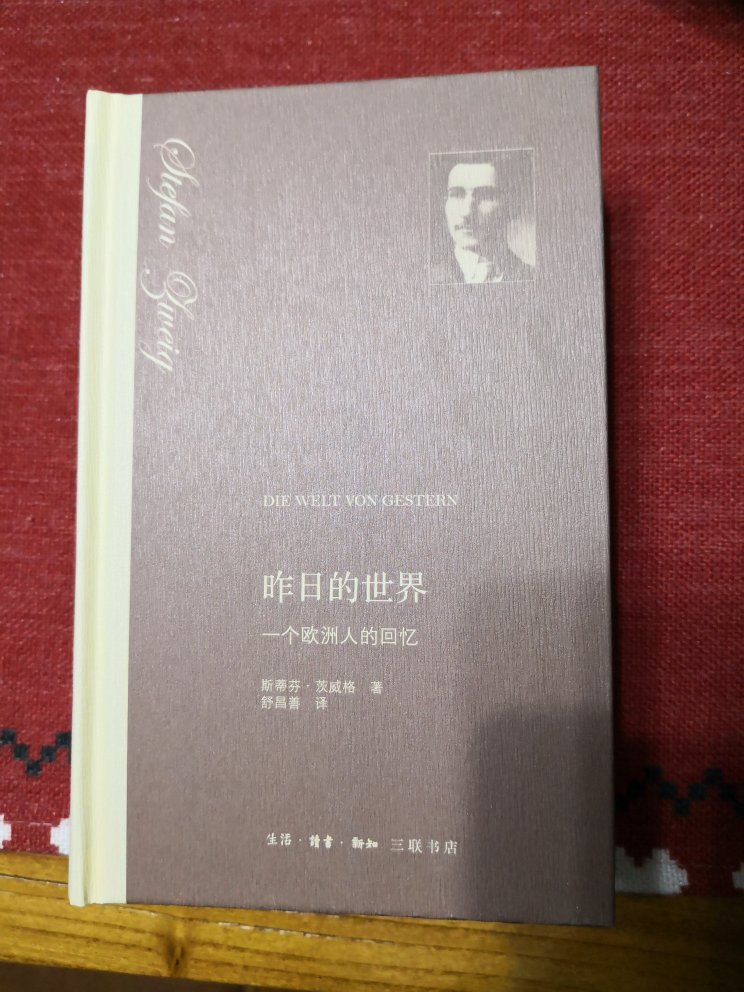 Stefan Zweig
DIE WELT VON GESTERN
昨日的世界
一个欧洲人的回忆
斯蒂芬·茨威格 著
舒昌善 译
生活·讀書·新知 三联书店